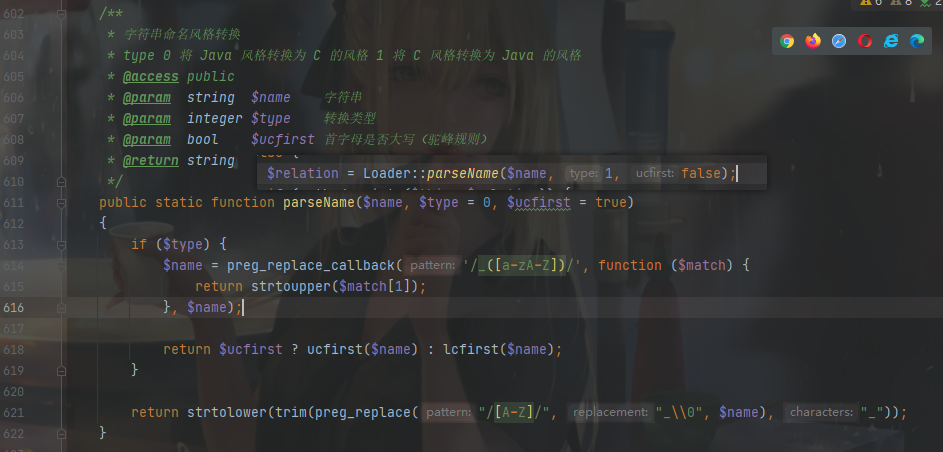 6 8 2
602 /**
603 * 字符串命名风格转换
604 * type 0 将 Java 风格转换为 C 的风格 1 将 C 风格转换为 Java 的风格
605 * @access public
606 * @param string $name 字符串
607 * @param integer $type 转换类型
608 * @param bool $ucfirst 首字母是否大写（驼峰规则）
609 * @return string
$relation = Loader::parseName($name, type: 1, ucfirst: false);
610 */
611 public static function parseName($name, $type = 0, $ucfirst = true)
612 {
613 if ($type) {
614 $name = preg_replace_callback( pattern: '/_([a-zA-Z])/', function ($match) {
615 return strtoupper($match[1]);
616 }, $name);
617
618 return $ucfirst ? ucfirst($name) : lcfirst($name);
619 }
620
621 return strtolower(trim(preg_replace( pattern: "/[A-Z]/", replacement: "_\\0", $name), characters: "_"));
622 }